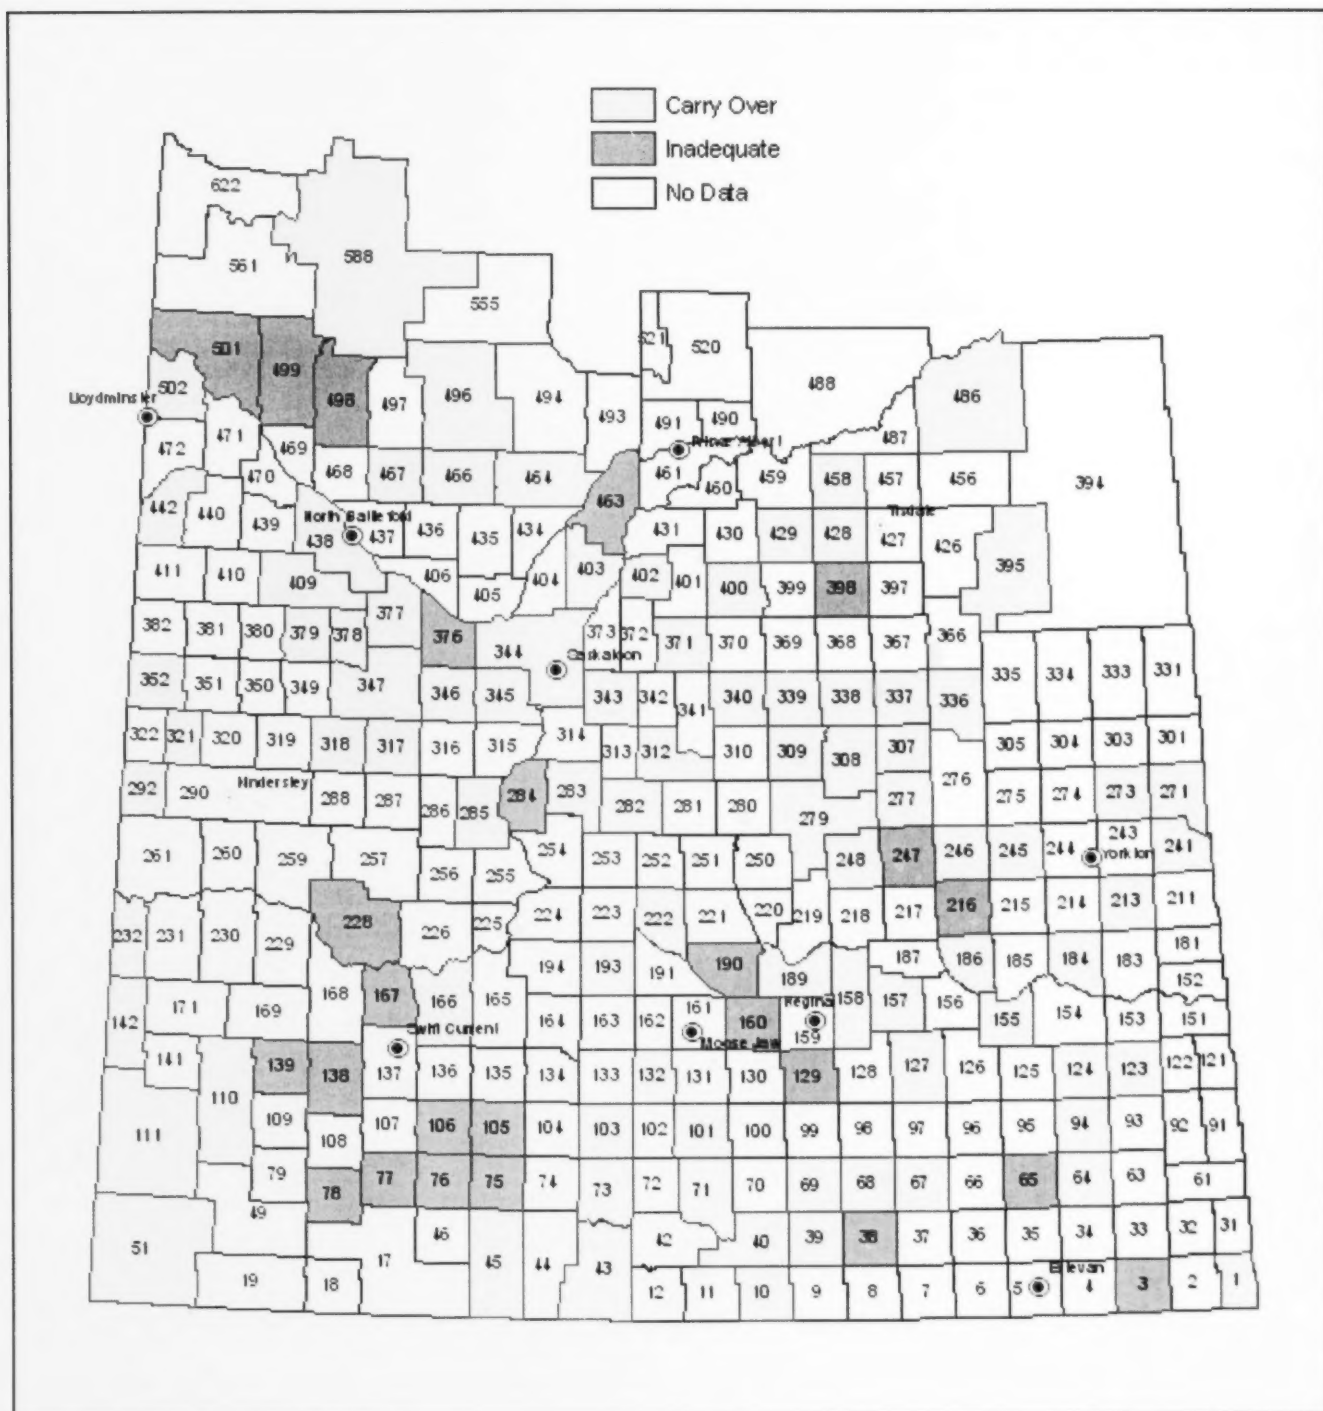 Carry Over
Inadequate
No Data
622
561 588
555
521 520
501 499 498 497 496 494 493 488 486
502
Lloydminster
491 490 487
472 471 469
Prince Albert
470 468 467 466 464 463 461 460 459 458 457 456 394
442 440 439 North Battleford 438 437 436 435 434 431 430 429 428 Tisdale 427 426 395
411 410 409 406 405 404 403 402 401 400 399 398 397
382 381 380 379 378 377 376 344 373 372 371 370 369 368 367 366
Saskatoon
352 351 350 349 347 346 345 343 342 341 340 339 338 337 336 335 334 333 331
322 321 320 319 318 317 316 315 314 313 312 310 309 308 307 305 304 303 301
292 290 Kindersley 288 287 286 285 284 283 282 281 280 279 277 276 275 274 273 271
261 260 259 257 256 255 254 253 252 251 250 248 247 246 245 244 243 241
Yorkton
232 231 230 229 228 226 225 224 223 222 221 220 219 218 217 216 215 214 213 211
194 193 191 190 189 187 186 185 184 183 181
142 171 169 168 167 166 165 164 163 162 161 160 Regina 159 158 157 156 155 154 153 152 151
Swift Current
Moose Jaw
141 110 139 138 137 136 135 134 133 132 131 130 129 128 127 126 125 124 123 122 121
111 109 108 107 106 105 104 103 102 101 100 99 98 97 96 95 94 93 92 91
79 78 77 76 75 74 73 72 71 70 69 68 67 66 65 64 63 61
51 49 46 42 40 39 38 37 36 35 34 33 32 31
19 18 17 45 44 43 12 11 10 9 8 7 6 5 Estevan 4 3 2 1